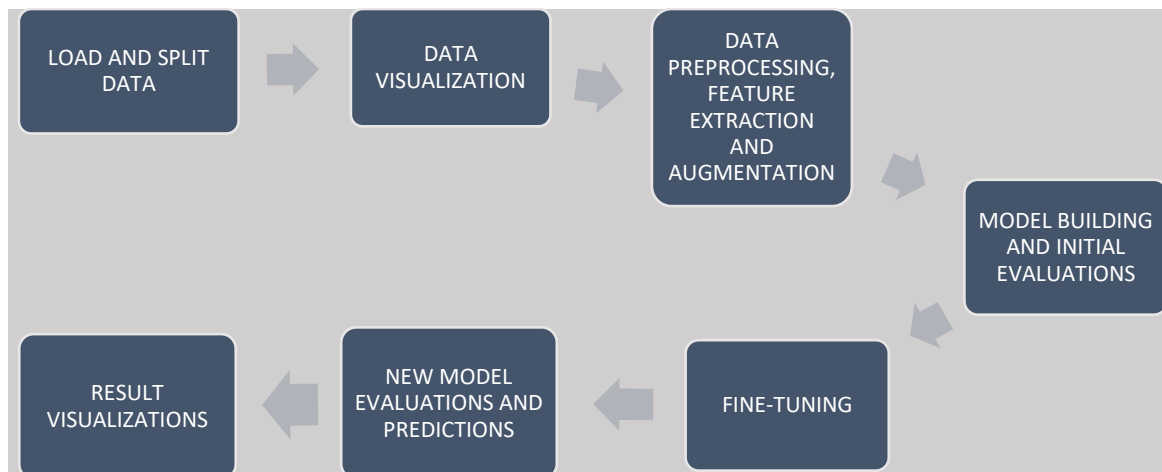 LOAD AND SPLIT
DATA
DATA
VISUALIZATION
DATA
PREPROCESSING,
FEATURE
EXTRACTION
AND
AUGMENTATION
MODEL BUILDING
AND INITIAL
EVALUATIONS
FINE-TUNING
NEW MODEL
EVALUATIONS AND
PREDICTIONS
RESULT
VISUALIZATIONS